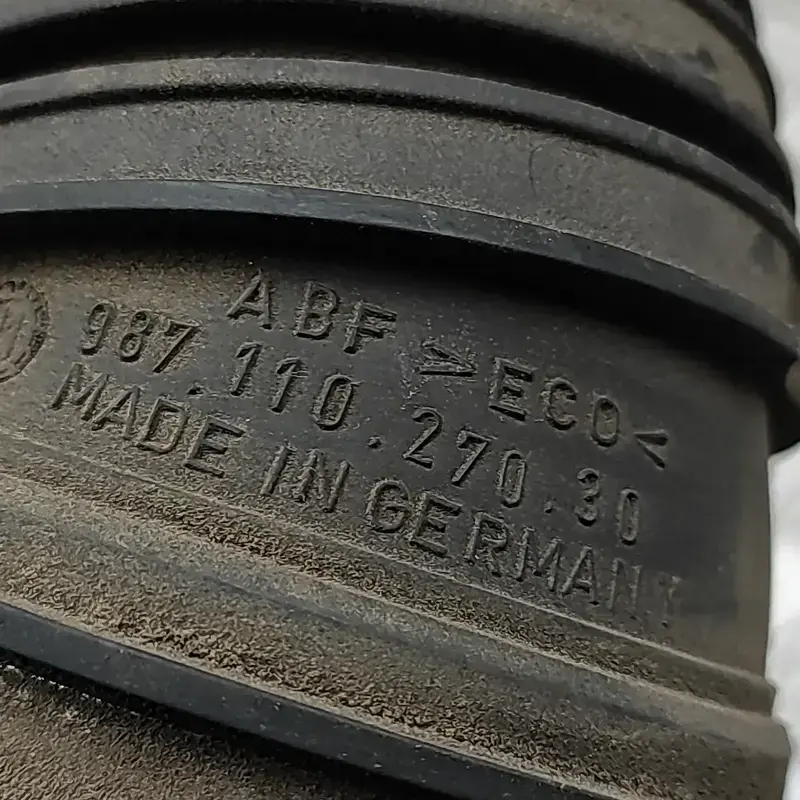 ABF >ECO<
987.110.270.30
MADE IN GERMANY